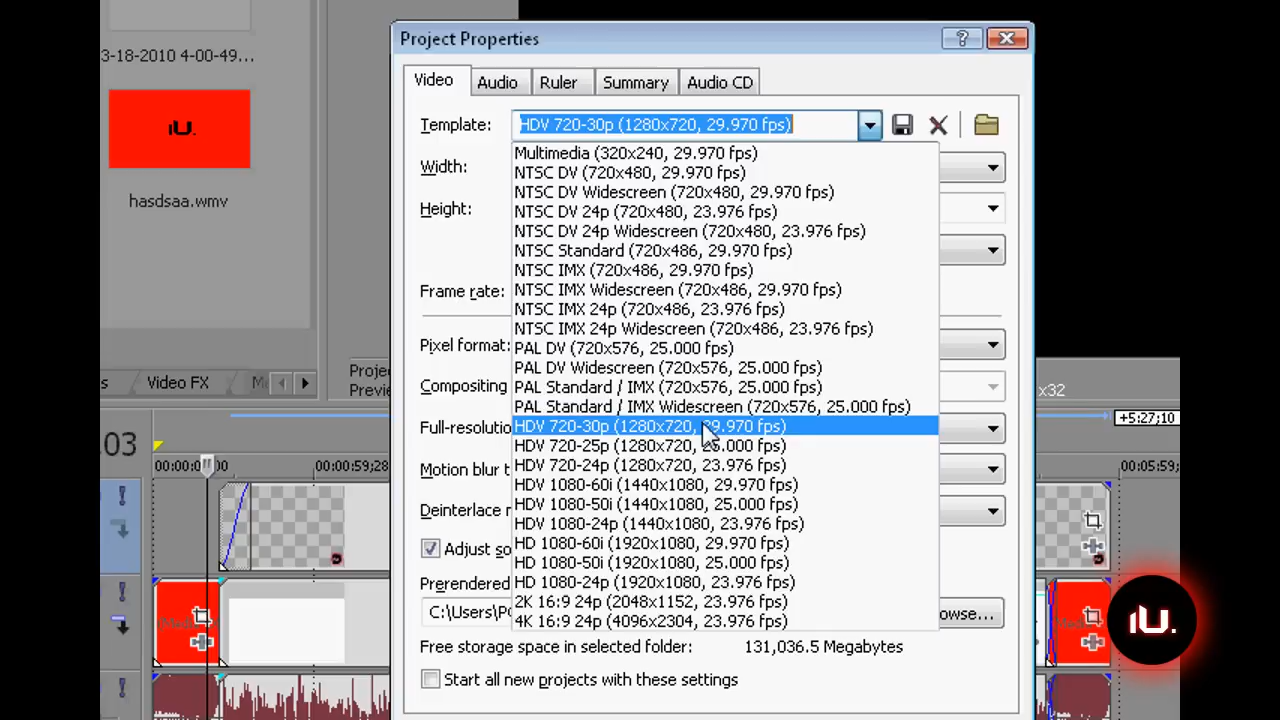 3-18-2010 4-00-49...
IU.
hasdsaa.wmv
Project Properties
Video
Audio
Ruler
Summary
Audio CD
Template:
HDV 720-30p (1280x720, 29.970 fps)
Multimedia (320x240, 29.970 fps)
Width:
NTSC DV (720x480, 29.970 fps)
NTSC DV Widescreen (720x480, 29.970 fps)
Height:
NTSC DV 24p (720x480, 23.976 fps)
NTSC DV 24p Widescreen (720x480, 23.976 fps)
NTSC Standard (720x486, 29.970 fps)
NTSC IMX (720x486, 29.970 fps)
Frame rate:
NTSC IMX Widescreen (720x486, 29.970 fps)
NTSC IMX 24p (720x486, 23.976 fps)
NTSC IMX 24p Widescreen (720x486, 23.976 fps)
Pixel format:
PAL DV (720x576, 25.000 fps)
PAL DV Widescreen (720x576, 25.000 fps)
Compositing
PAL Standard / IMX (720x576, 25.000 fps)
PAL Standard / IMX Widescreen (720x576, 25.000 fps)
Full-resolutio
HDV 720-30p (1280x720, 29.970 fps)
HDV 720-25p (1280x720, 25.000 fps)
Motion blur t
HDV 720-24p (1280x720, 23.976 fps)
HDV 1080-60i (1440x1080, 29.970 fps)
Deinterlace r
HDV 1080-50i (1440x1080, 25.000 fps)
HDV 1080-24p (1440x1080, 23.976 fps)
Adjust so
HD 1080-60i (1920x1080, 29.970 fps)
HD 1080-50i (1920x1080, 25.000 fps)
Prerendered
HD 1080-24p (1920x1080, 23.976 fps)
2K 16:9 24p (2048x1152, 23.976 fps)
C:\Users\P
owse...
4K 16:9 24p (4096x2304, 23.976 fps)
Free storage space in selected folder: 131,036.5 Megabytes
Start all new projects with these settings
s
Video FX
Me
Projec
Preview
x32
+5:27;10
03
00:00:00
00:00:59;28
00:05:59;
IU.